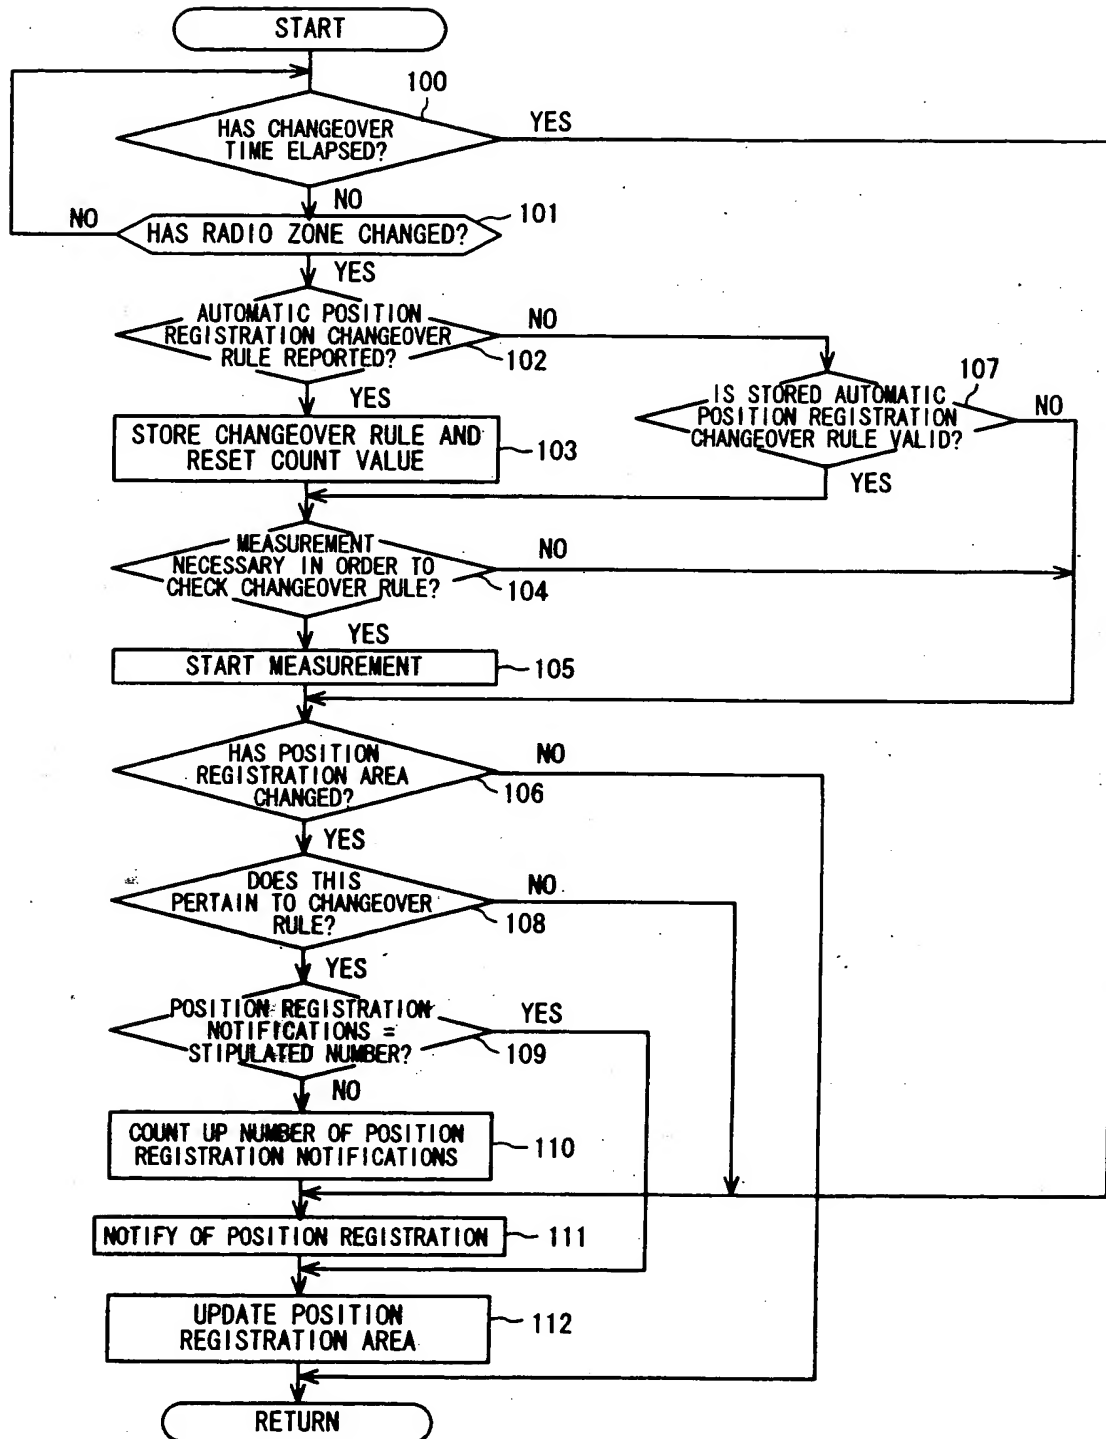 START
100
HAS CHANGEOVER
TIME ELAPSED?
YES
NO
NO
101
HAS RADIO ZONE CHANGED?
YES
AUTOMATIC POSITION
REGISTRATION CHANGEOVER
RULE REPORTED?
NO
102
YES
107
IS STORED AUTOMATIC
POSITION REGISTRATION
CHANGEOVER RULE VALID?
NO
YES
STORE CHANGEOVER RULE AND
RESET COUNT VALUE
103
MEASUREMENT
NECESSARY IN ORDER TO
CHECK CHANGEOVER RULE?
NO
104
YES
START MEASUREMENT
105
HAS POSITION
REGISTRATION AREA
CHANGED?
NO
106
YES
DOES THIS
PERTAIN TO CHANGEOVER
RULE?
NO
108
YES
POSITION REGISTRATION
NOTIFICATIONS =
STIPULATED NUMBER?
YES
109
NO
COUNT UP NUMBER OF POSITION
REGISTRATION NOTIFICATIONS
110
NOTIFY OF POSITION REGISTRATION
111
UPDATE POSITION
REGISTRATION AREA
112
RETURN